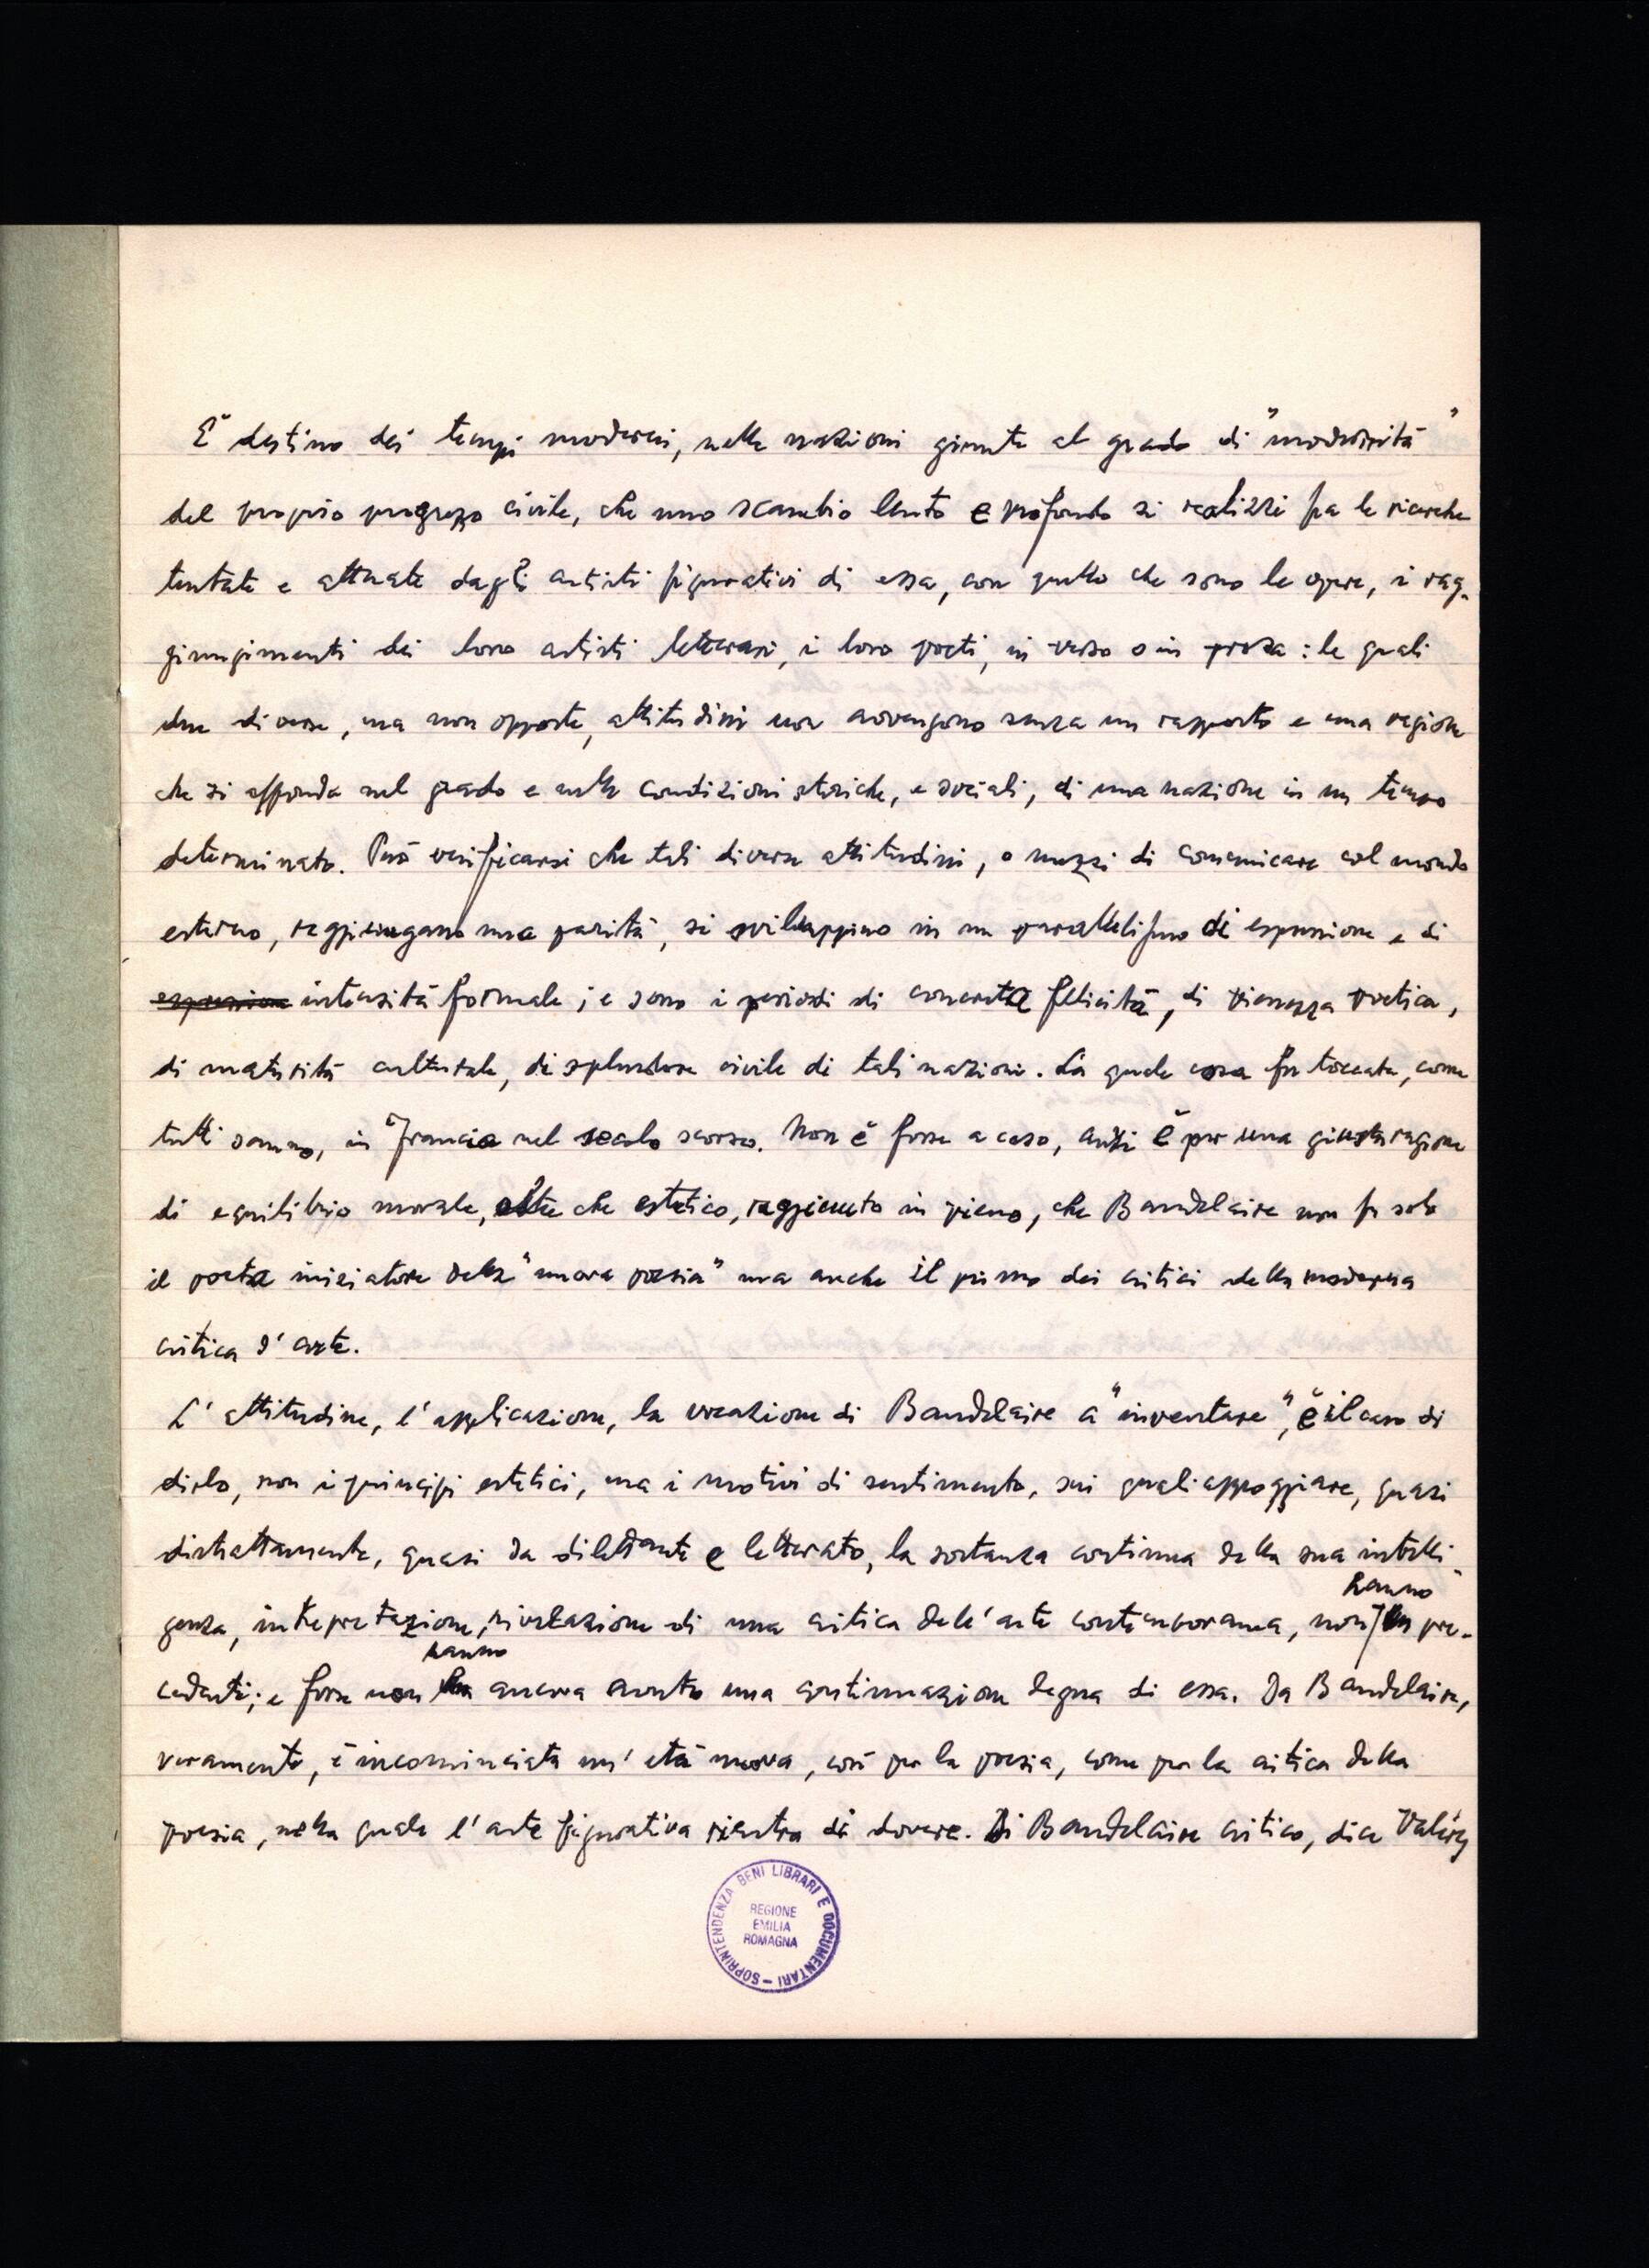 E' destino dei tempi moderni, nelle nazioni giunte al grado di "modernità"
del proprio progresso civile, che uno scambio lento e profondo si realizzi fra le ricerche
tentate e attuate dagli artisti figurativi di essa, con quello che sono le opere, i rag-
giungimenti dei loro artisti letterari, i loro poeti, in verso o in prosa: le quali
due diverse, ma non opposte, attitudini non avvengono senza un rapporto e una ragione
che si affonda nel grado e nelle condizioni storiche, e sociali, di una nazione in un tempo
determinato. Può verificarsi che tali diverse attitudini, o mezzi di comunicare col mondo
esterno, raggiungano una parità, si sviluppino in un parallelismo di espressione e di
espressione intensità formale; e sono i periodi di concreta felicità, di pienezza poetica,
di maturità culturale, di splendore civile di tali nazioni. La quale cosa fu toccata, come
tutti sanno, in Francia nel secolo scorso. Non è forse a caso, anzi è per una giusta ragione
di equilibrio morale, oltre che estetico, raggiunto in pieno, che Baudelaire non fu solo
il poeta iniziatore della "nuova poesia" ma anche il primo dei critici della moderna
critica d'arte.
L'attitudine, l'applicazione, la vocazione di Baudelaire a "inventare", è il caso di
dirlo, non i principi estetici, ma i motivi di sentimento, sui quali appoggiare, quasi
distrattamente, quasi da dilettante e letterato, la sostanza continua della sua intelli-
genza, interpretazione, rivelazione di una critica dell'arte contemporanea, non hanno pre-
cedenti; e forse non hanno ancora avuto una continuazione degna di essa. Da Baudelaire,
veramente, è incominciata un'età nuova, così per la poesia, come per la critica della
poesia, nella quale l'arte figurativa rientra di dovere. Di Baudelaire critico, dice Valéry
SOPRINTENDENZA BENI LIBRARI E DOCUMENTARI –
REGIONE
EMILIA
ROMAGNA